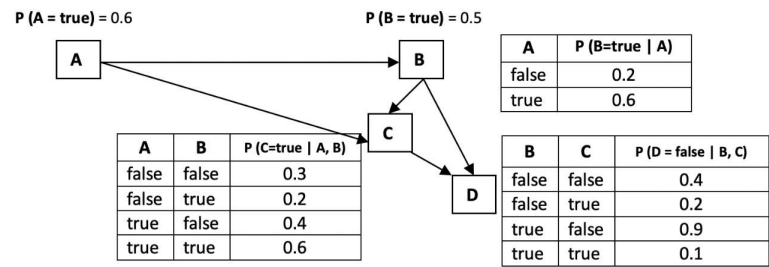 P (A = true) = 0.6
P (B = true) = 0.5
A
B
C
D
A P (B=true | A)
false 0.2
true 0.6
A B P (C=true | A, B)
false false 0.3
false true 0.2
true false 0.4
true true 0.6
B C P (D = false | B, C)
false false 0.4
false true 0.2
true false 0.9
true true 0.1